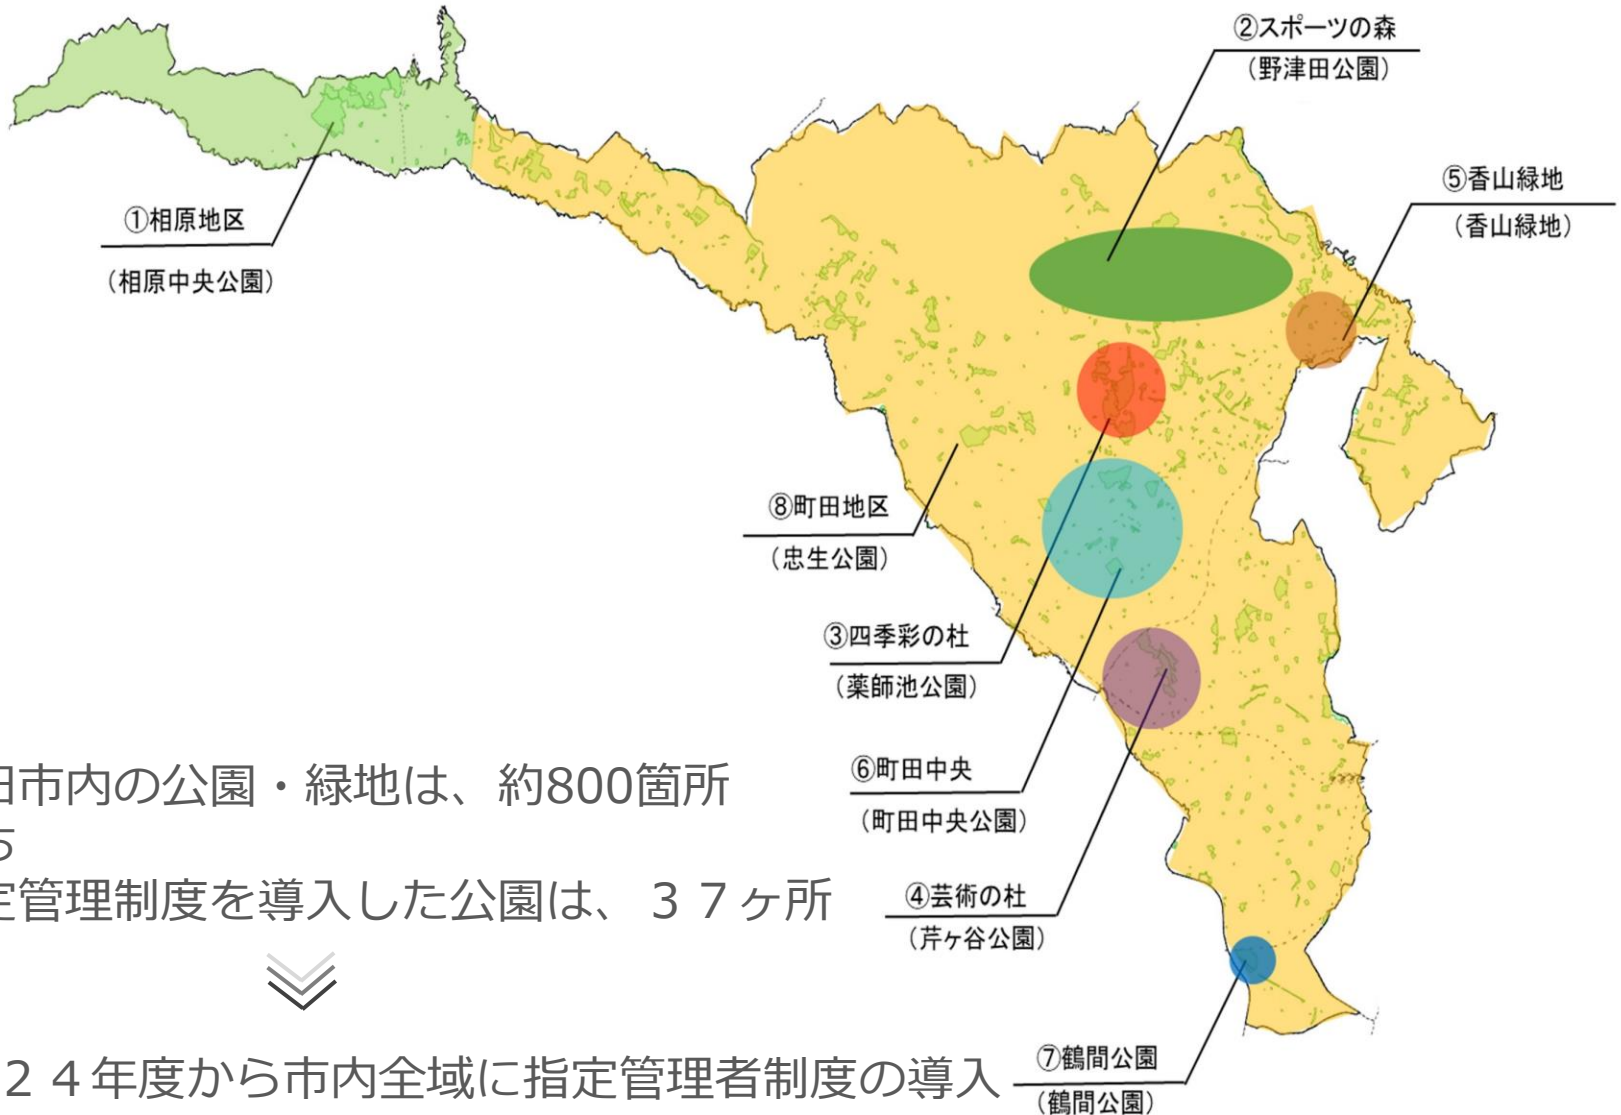 ②スポーツの森
（野津田公園）
⑤香山緑地
（香山緑地）
①相原地区
（相原中央公園）
⑧町田地区
（忠生公園）
③四季彩の杜
（薬師池公園）
⑥町田中央
（町田中央公園）
④芸術の杜
（芹ヶ谷公園）
⑦鶴間公園
（鶴間公園）
田市内の公園・緑地は、約800箇所
ち
定管理制度を導入した公園は、３７ヶ所
２４年度から市内全域に指定管理者制度の導入